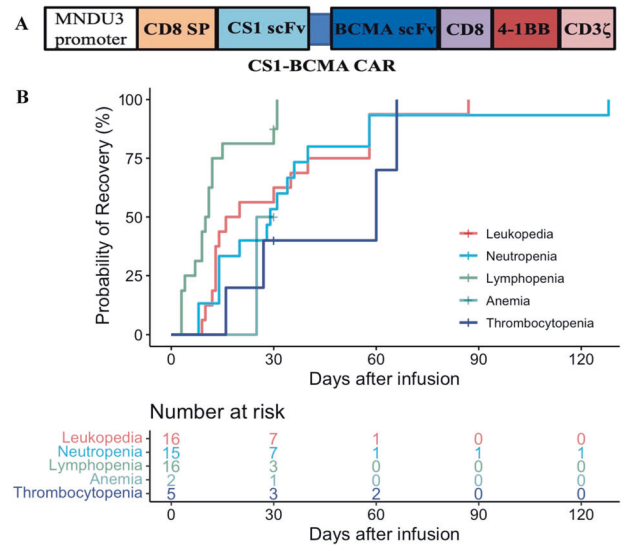 A
MNDU3 promoter CD8 SP CS1 scFv BCMA scFv CD8 4-1BB CD3ζ
CS1-BCMA CAR
B
Probability of Recovery (%)
100
75
50
25
0
Leukopedia
Neutropenia
Lymphopenia
Anemia
Thrombocytopenia
0 30 60 90 120
Days after infusion
Number at risk
Leukopedia 16 7 1 0 0
Neutropenia 15 7 1 1 1
Lymphopenia 16 3 0 0 0
Anemia 2 1 0 0 0
Thrombocytopenia 5 3 2 0 0
0 30 60 90 120
Days after infusion